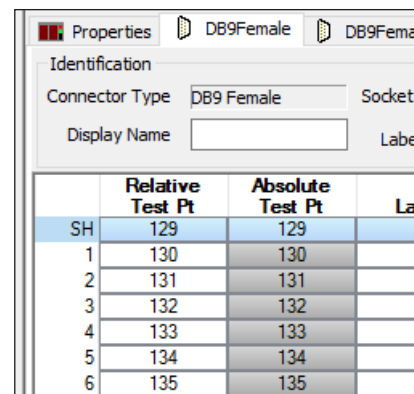 Properties DB9Female
Identification
Connector Type DB9 Female Socket
Display Name
Relative Test Pt Absolute Test Pt
SH 129 129
1 130 130
2 131 131
3 132 132
4 133 133
5 134 134
6 135 135